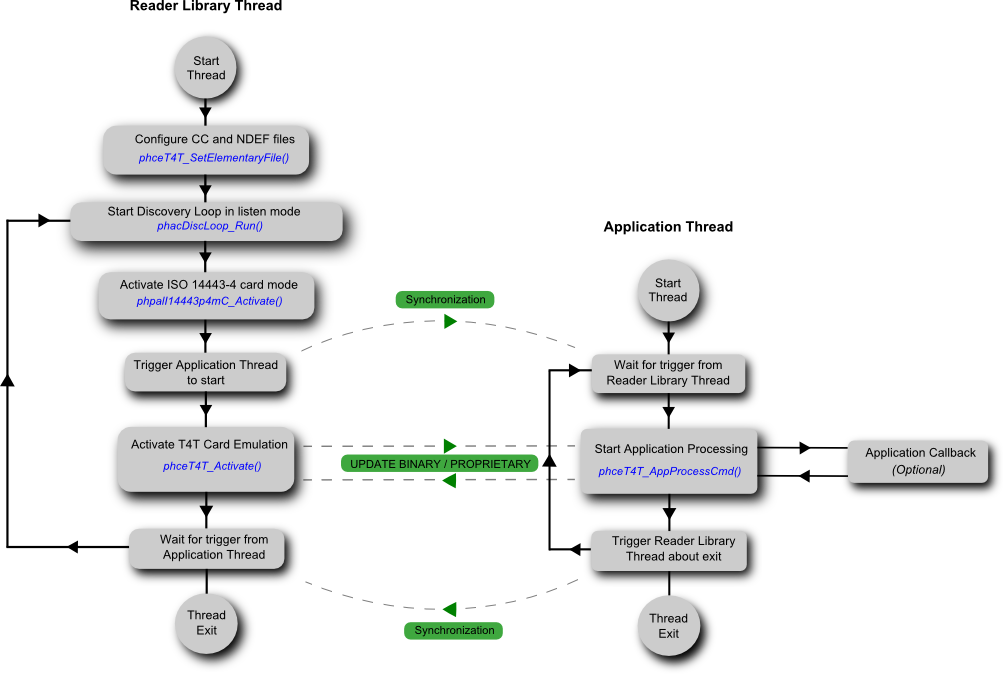 Reader Library Thread
Start
Thread
Configure CC and NDEF files
phceT4T_SetElementaryFile()
Start Discovery Loop in listen mode
phacDiscLoop_Run()
Activate ISO 14443-4 card mode
phpalI14443p4mC_Activate()
Trigger Application Thread
to start
Activate T4T Card Emulation
phceT4T_Activate()
Wait for trigger from
Application Thread
Thread
Exit
Synchronization
UPDATE BINARY / PROPRIETARY
Synchronization
Application Thread
Start
Thread
Wait for trigger from
Reader Library Thread
Start Application Processing
phceT4T_AppProcessCmd()
Application Callback
(Optional)
Trigger Reader Library
Thread about exit
Thread
Exit